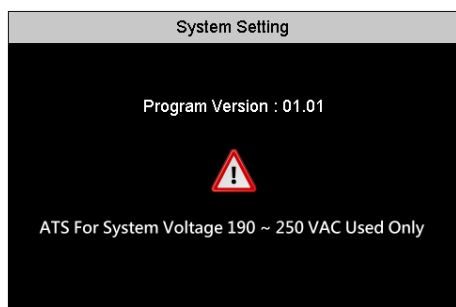 System Setting
Program Version : 01.01
ATS For System Voltage 190 ~ 250 VAC Used Only